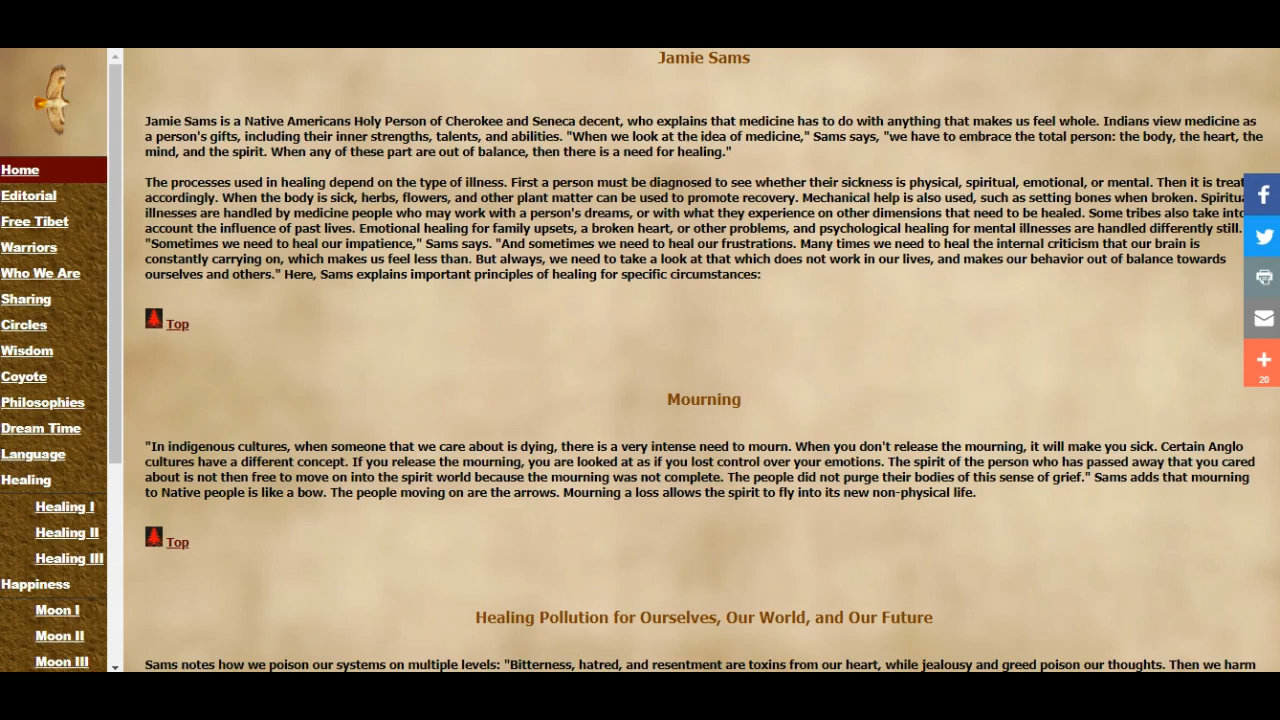 Jamie Sams
Jamie Sams is a Native Americans Holy Person of Cherokee and Seneca decent, who explains that medicine has to do with anything that makes us feel whole. Indians view medicine as
a person's gifts, including their inner strengths, talents, and abilities. "When we look at the idea of medicine," Sams says, "we have to embrace the total person: the body, the heart, the
mind, and the spirit. When any of these part are out of balance, then there is a need for healing."
The processes used in healing depend on the type of illness. First a person must be diagnosed to see whether their sickness is physical, spiritual, emotional, or mental. Then it is treat
accordingly. When the body is sick, herbs, flowers, and other plant matter can be used to promote recovery. Mechanical help is also used, such as setting bones when broken. Spiritua
illnesses are handled by medicine people who may work with a person's dreams, or with what they experience on other dimensions that need to be healed. Some tribes also take into
account the influence of past lives. Emotional healing for family upsets, a broken heart, or other problems, and psychological healing for mental illnesses are handled differently still.
"Sometimes we need to heal our impatience," Sams says. "And sometimes we need to heal our frustrations. Many times we need to heal the internal criticism that our brain is
constantly carrying on, which makes us feel less than. But always, we need to take a look at that which does not work in our lives, and makes our behavior out of balance towards
ourselves and others." Here, Sams explains important principles of healing for specific circumstances:
Top
Mourning
"In indigenous cultures, when someone that we care about is dying, there is a very intense need to mourn. When you don't release the mourning, it will make you sick. Certain Anglo
cultures have a different concept. If you release the mourning, you are looked at as if you lost control over your emotions. The spirit of the person who has passed away that you cared
about is not then free to move on into the spirit world because the mourning was not complete. The people did not purge their bodies of this sense of grief." Sams adds that mourning
to Native people is like a bow. The people moving on are the arrows. Mourning a loss allows the spirit to fly into its new non-physical life.
Top
Healing Pollution for Ourselves, Our World, and Our Future
Sams notes how we poison our systems on multiple levels: "Bitterness, hatred, and resentment are toxins from our heart, while jealousy and greed poison our thoughts. Then we harm
Home
Editorial
Free Tibet
Warriors
Who We Are
Sharing
Circles
Wisdom
Coyote
Philosophies
Dream Time
Language
Healing
Healing I
Healing II
Healing III
Happiness
Moon I
Moon II
Moon III
20